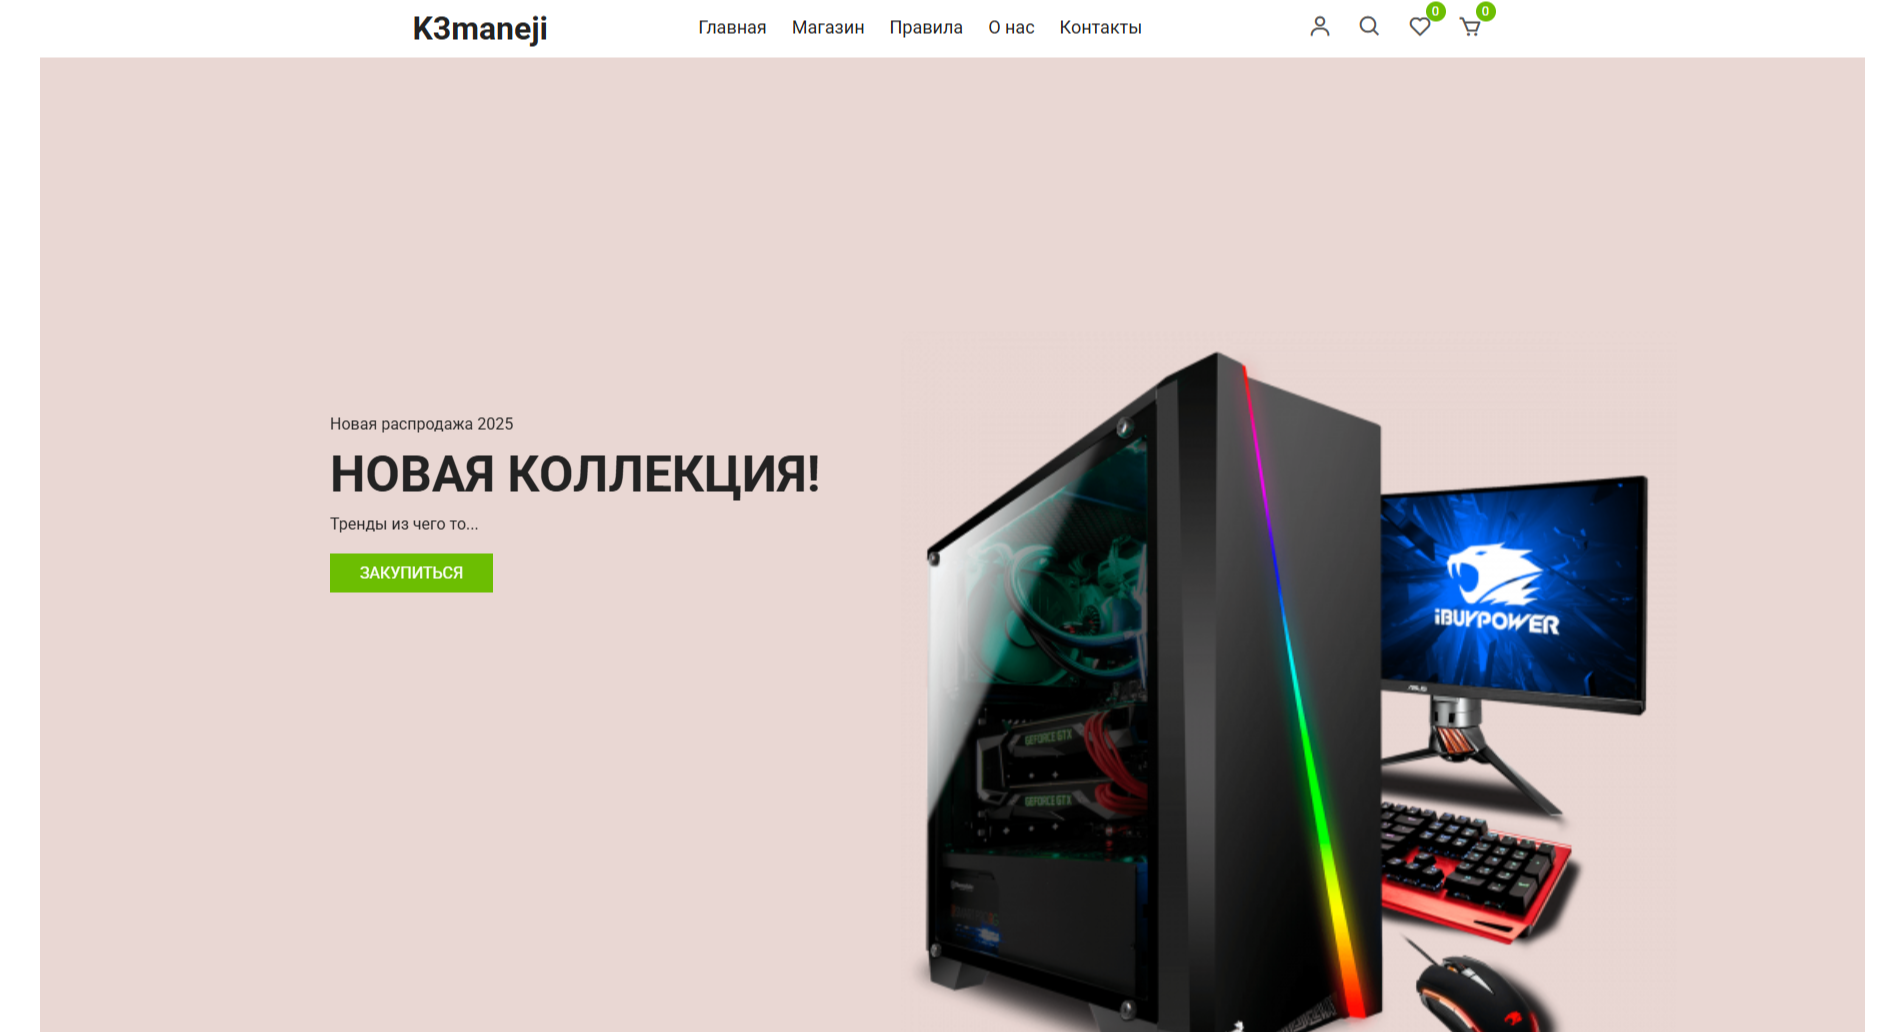 K3maneji
Главная Магазин Правила О нас Контакты
0 0
Новая распродажа 2025
НОВАЯ КОЛЛЕКЦИЯ!
Тренды из чего то...
ЗАКУПИТЬСЯ
iBUYPOWER
GEFORCE GTX
GEFORCE GTX